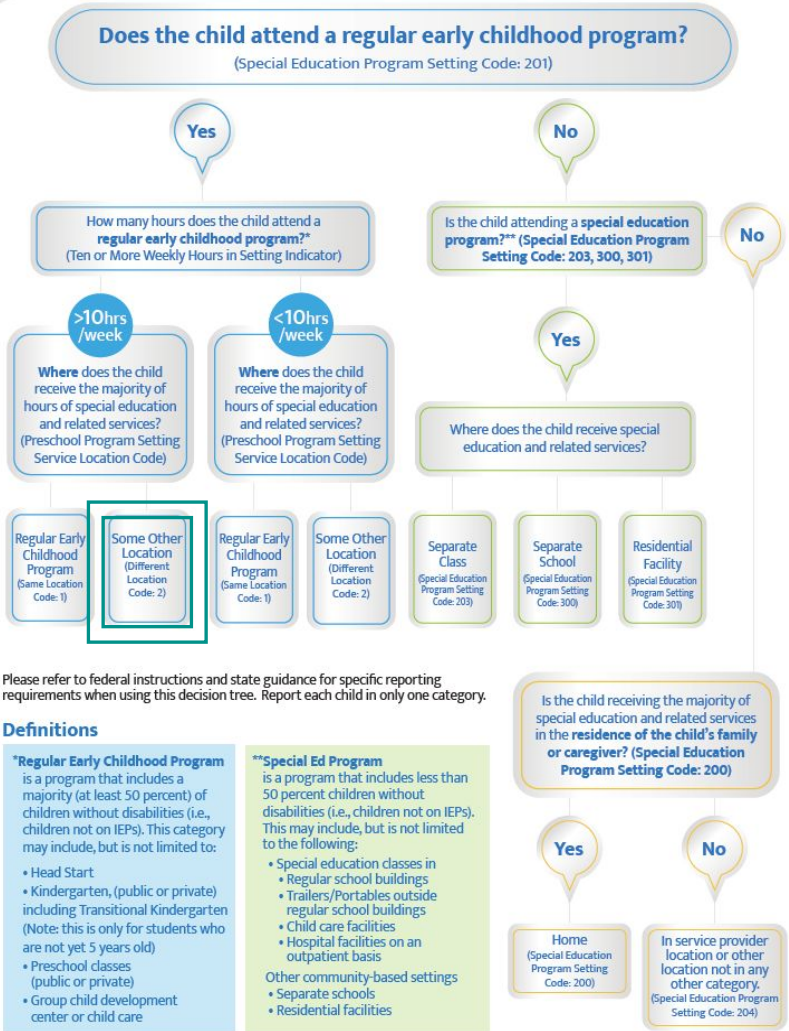 Does the child attend a regular early childhood program?
(Special Education Program Setting Code: 201)
Yes
No
How many hours does the child attend a
regular early childhood program?*
(Ten or More Weekly Hours in Setting Indicator)
Is the child attending a special education
program?** (Special Education Program
Setting Code: 203, 300, 301)
No
>10hrs
/week
Where does the child
receive the majority of
hours of special education
and related services?
(Preschool Program Setting
Service Location Code)
<10hrs
/week
Where does the child
receive the majority of
hours of special education
and related services?
(Preschool Program Setting
Service Location Code)
Yes
Where does the child receive special
education and related services?
Regular Early
Childhood
Program
(Same Location
Code: 1)
Some Other
Location
(Different
Location
Code: 2)
Regular Early
Childhood
Program
(Same Location
Code: 1)
Some Other
Location
(Different
Location
Code: 2)
Separate
Class
(Special Education
Program Setting
Code: 203)
Separate
School
(Special Education
Program Setting
Code: 300)
Residential
Facility
(Special Education
Program Setting
Code: 301)
Please refer to federal instructions and state guidance for specific reporting
requirements when using this decision tree. Report each child in only one category.
Is the child receiving the majority of
special education and related services
in the residence of the child's family
or caregiver? (Special Education
Program Setting Code: 200)
Yes
No
Home
(Special Education
Program Setting
Code: 200)
In service provider
location or other
location not in any
other category.
(Special Education Program
Setting Code: 204)
Definitions
*Regular Early Childhood Program
is a program that includes a
majority (at least 50 percent) of
children without disabilities (i.e.,
children not on IEPs). This category
may include, but is not limited to:
• Head Start
• Kindergarten, (public or private)
including Transitional Kindergarten
(Note: this is only for students who
are not yet 5 years old)
• Preschool classes
(public or private)
• Group child development
center or child care
**Special Ed Program
is a program that includes less than
50 percent children without
disabilities (i.e., children not on IEPs).
This may include, but is not limited
to the following:
• Special education classes in
• Regular school buildings
• Trailers/Portables outside
regular school buildings
• Child care facilities
• Hospital facilities on an
outpatient basis
Other community-based settings
• Separate schools
• Residential facilities